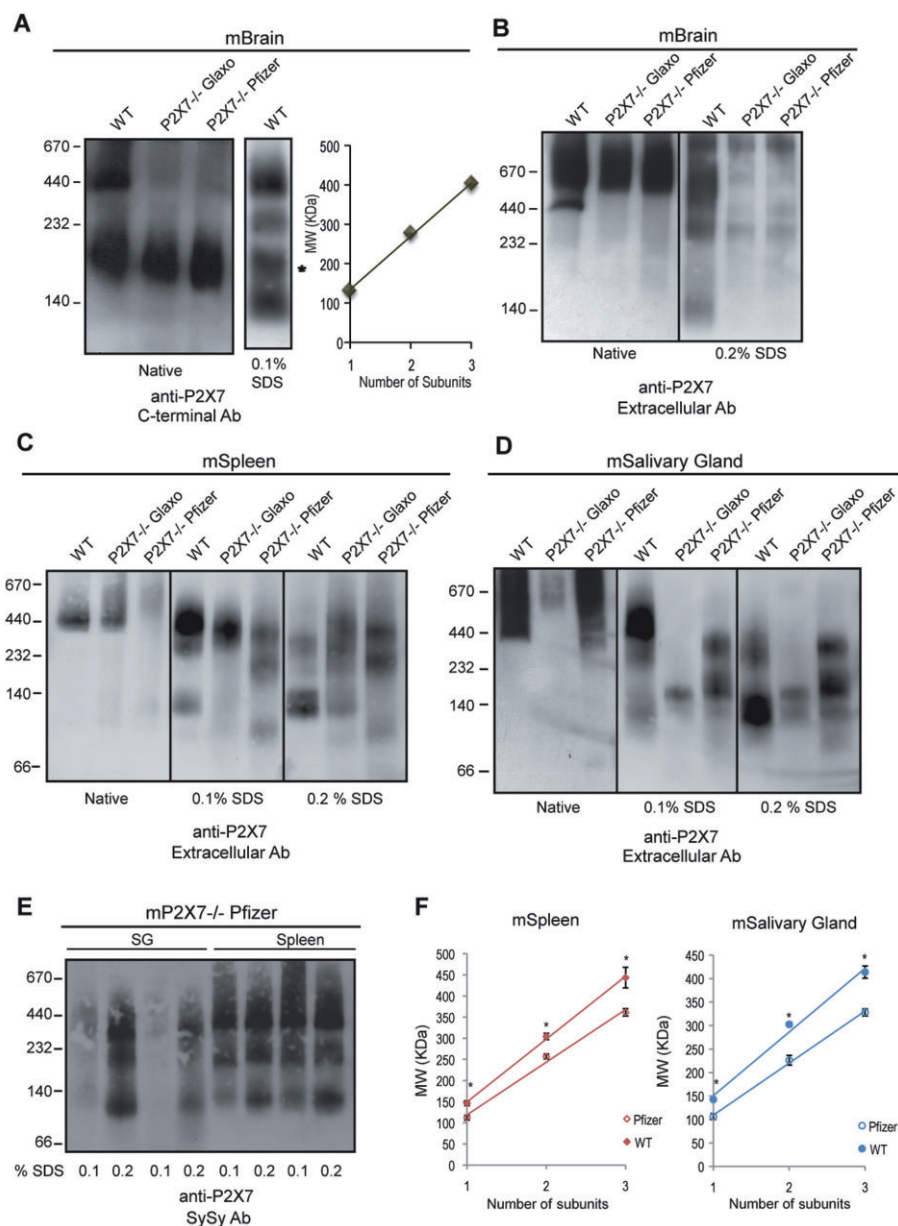 A
mBrain
WT
P2X7-/- Glaxo
P2X7-/- Pfizer
WT
670
440
232
140
*
Native
0.1%
SDS
anti-P2X7
C-terminal Ab
MW (KDa)
500
400
300
200
100
0
1 2 3
Number of Subunits
B
mBrain
WT
P2X7-/- Glaxo
P2X7-/- Pfizer
WT
P2X7-/- Glaxo
P2X7-/- Pfizer
670
440
232
140
Native
0.2% SDS
anti-P2X7
Extracellular Ab
C
mSpleen
WT
P2X7-/- Glaxo
P2X7-/- Pfizer
WT
P2X7-/- Glaxo
P2X7-/- Pfizer
WT
P2X7-/- Glaxo
P2X7-/- Pfizer
670
440
232
140
66
Native
0.1% SDS
0.2 % SDS
anti-P2X7
Extracellular Ab
D
mSalivary Gland
WT
P2X7-/- Glaxo
P2X7-/- Pfizer
WT
P2X7-/- Glaxo
P2X7-/- Pfizer
WT
P2X7-/- Glaxo
P2X7-/- Pfizer
670
440
232
140
66
Native
0.1% SDS
0.2 % SDS
anti-P2X7
Extracellular Ab
E
mP2X7-/- Pfizer
SG
Spleen
670
440
232
140
66
% SDS 0.1 0.2 0.1 0.2 0.1 0.2 0.1 0.2
anti-P2X7
SySy Ab
F
mSpleen
MW (KDa)
500
450
400
350
300
250
200
150
100
50
0
*
*
*
Pfizer
WT
1 2 3
Number of subunits
mSalivary Gland
MW (KDa)
450
400
350
300
250
200
150
100
50
0
*
*
*
Pfizer
WT
1 2 3
Number of subunits